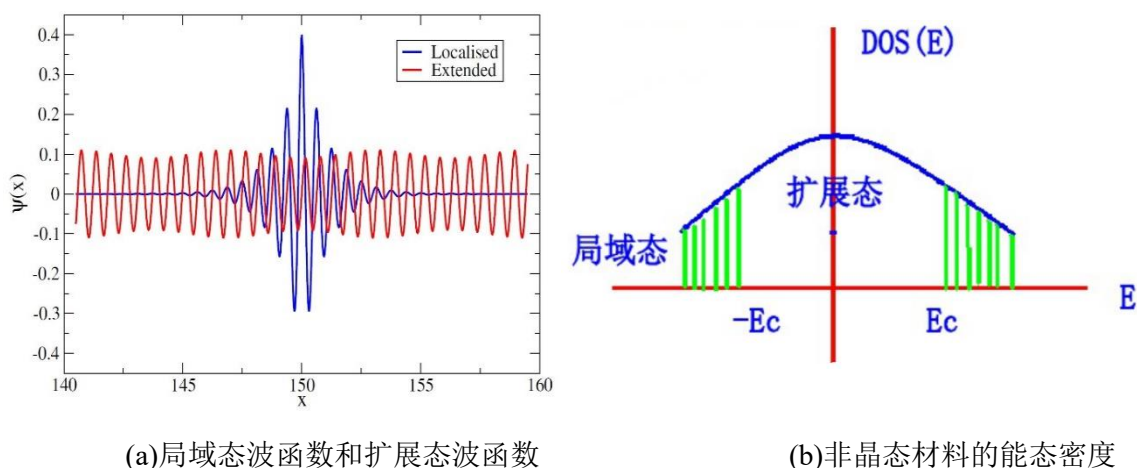 0.4
0.3
0.2
0.1
0
-0.1
-0.2
-0.3
-0.4
ψ(x)
Localised
Extended
140
145
150
155
160
x
DOS(E)
扩展态
局域态
-Ec
Ec
E
(a)局域态波函数和扩展态波函数
(b)非晶态材料的能态密度